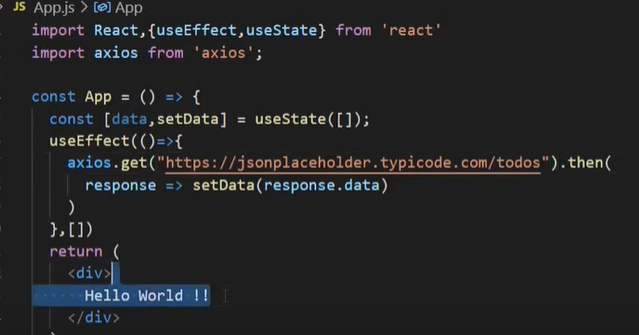 JS App.js > App
import React,{useEffect,useState} from 'react'
import axios from 'axios';
const App = () => {
const [data,setData] = useState([]);
useEffect(()=>{
axios.get("https://jsonplaceholder.typicode.com/todos").then(
response => setData(response.data)
)
},[])
return (
<div>
Hello World !!
</div>